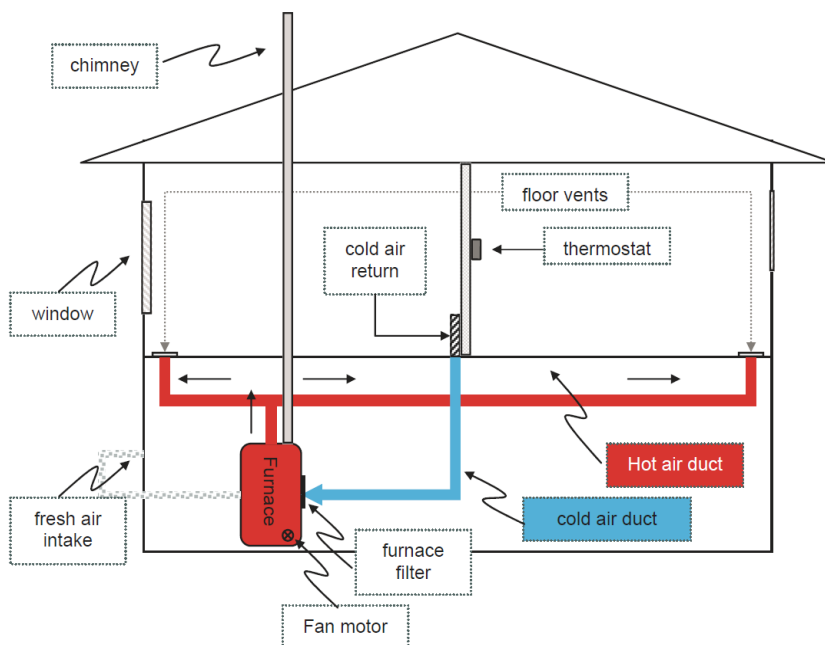 chimney
floor vents
cold air
return
thermostat
window
Furnace
Hot air duct
fresh air
intake
cold air duct
furnace
filter
Fan motor